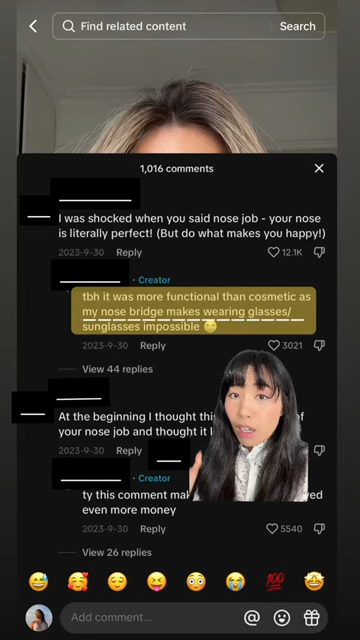 Find related content
Search
1,016 comments
I was shocked when you said nose job - your nose
is literally perfect! (But do what makes you happy!)
2023-9-30 Reply 12.1K
· Creator
tbh it was more functional than cosmetic as
my nose bridge makes wearing glasses/
sunglasses impossible
2023-9-30 Reply 3021
View 44 replies
At the beginning I thought this of
your nose job and thought it
2023-9-30 Reply
· Creator
ty this comment
even more money
2023-9-30 Reply 5540
View 26 replies
Add comment...